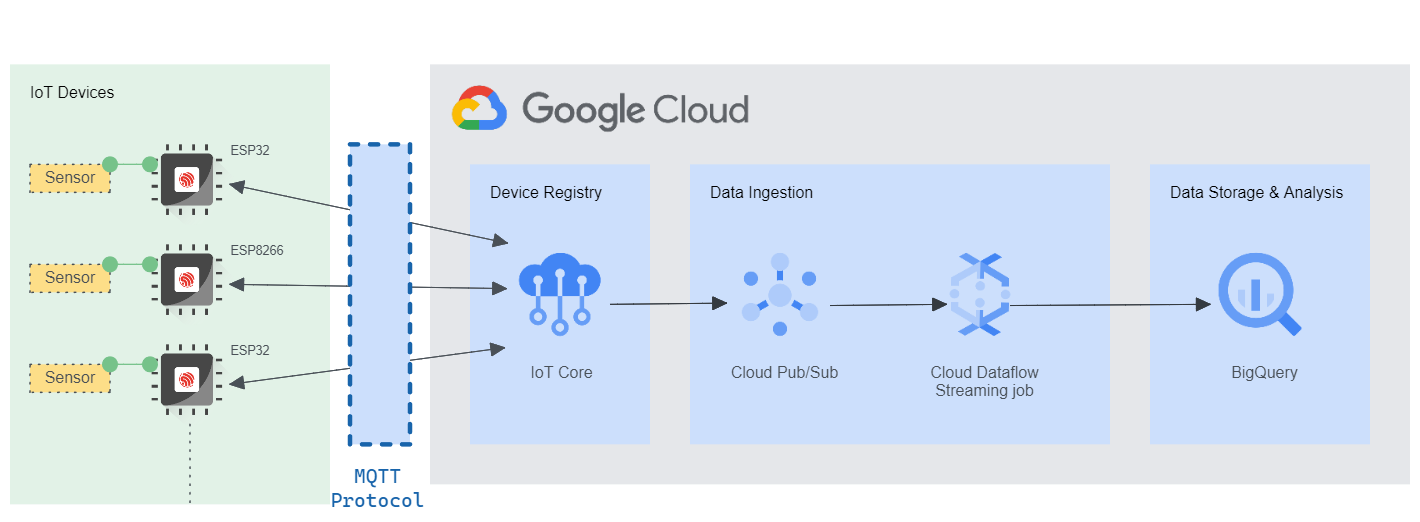 IoT Devices
Google Cloud
ESP32
Sensor
Device Registry
Data Ingestion
Data Storage & Analysis
ESP8266
Sensor
ESP32
Sensor
IoT Core
Cloud Pub/Sub
Cloud Dataflow
Streaming job
BigQuery
MQTT
Protocol